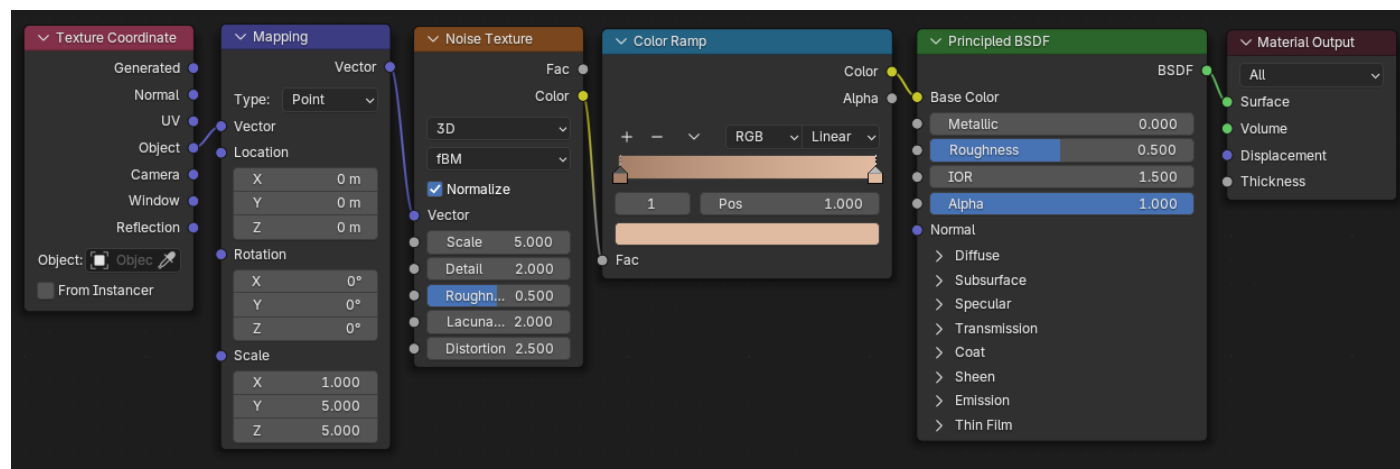 Texture Coordinate
Generated
Normal
UV
Object
Camera
Window
Reflection
Object: Objec
From Instancer
Mapping
Vector
Type: Point
Vector
Location
X 0 m
Y 0 m
Z 0 m
Rotation
X 0°
Y 0°
Z 0°
Scale
X 1.000
Y 5.000
Z 5.000
Noise Texture
Fac
Color
3D
fBM
Normalize
Vector
Scale 5.000
Detail 2.000
Roughn... 0.500
Lacuna... 2.000
Distortion 2.500
Color Ramp
Color
Alpha
+ − RGB Linear
1 Pos 1.000
Fac
Principled BSDF
BSDF
Base Color
Metallic 0.000
Roughness 0.500
IOR 1.500
Alpha 1.000
Normal
Diffuse
Subsurface
Specular
Transmission
Coat
Sheen
Emission
Thin Film
Material Output
All
Surface
Volume
Displacement
Thickness